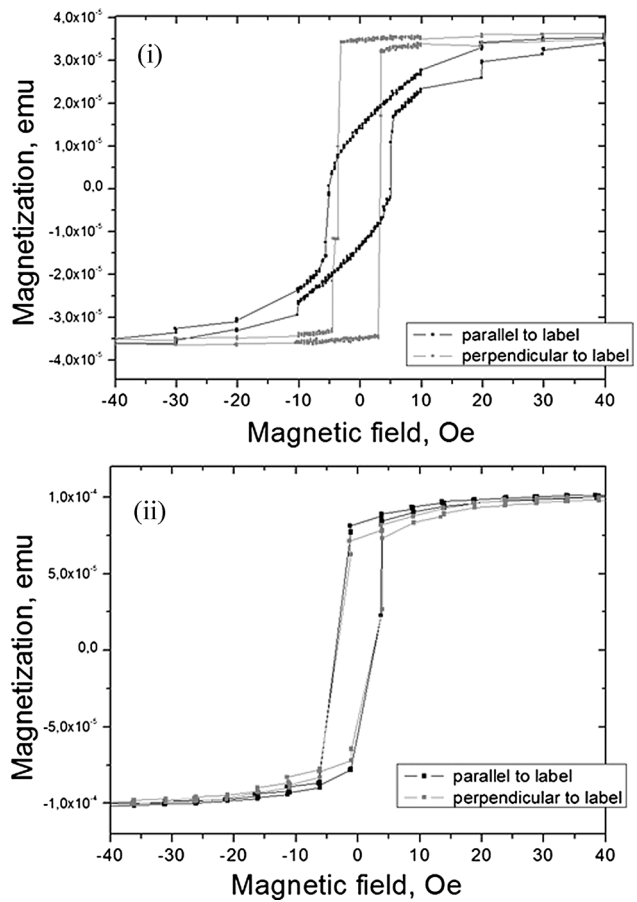 (i)
4,0x10⁻⁵
3,0x10⁻⁵
2,0x10⁻⁵
1,0x10⁻⁵
0,0
-1,0x10⁻⁵
-2,0x10⁻⁵
-3,0x10⁻⁵
-4,0x10⁻⁵
Magnetization, emu
parallel to label
perpendicular to label
-40 -20 -10 0 10 20 30 40
Magnetic field, Oe
(ii)
1,0x10⁻⁴
5,0x10⁻⁵
0,0
-5,0x10⁻⁵
-1,0x10⁻⁴
Magnetization, emu
parallel to label
perpendicular to label
-40 -30 -20 -10 0 10 20 30 40
Magnetic field, Oe